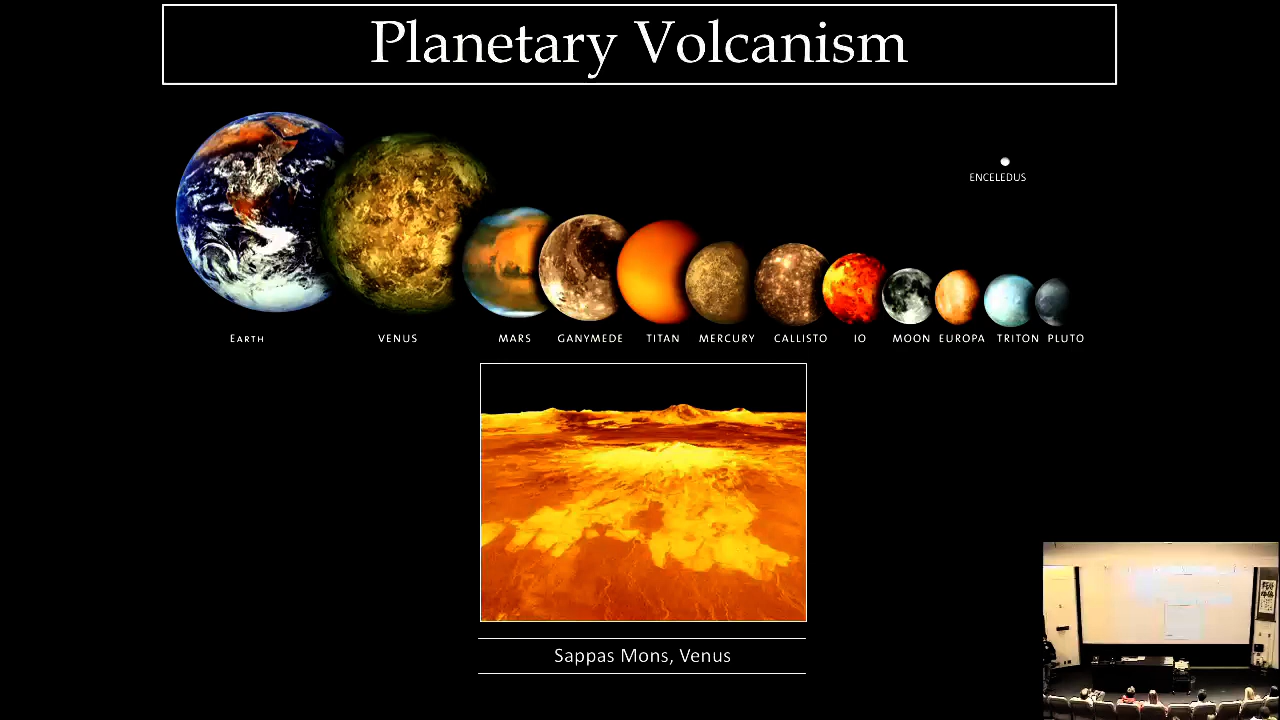 Planetary Volcanism
ENCELEDUS
EARTH VENUS MARS GANYMEDE TITAN MERCURY CALLISTO IO MOON EUROPA TRITON PLUTO
Sappas Mons, Venus